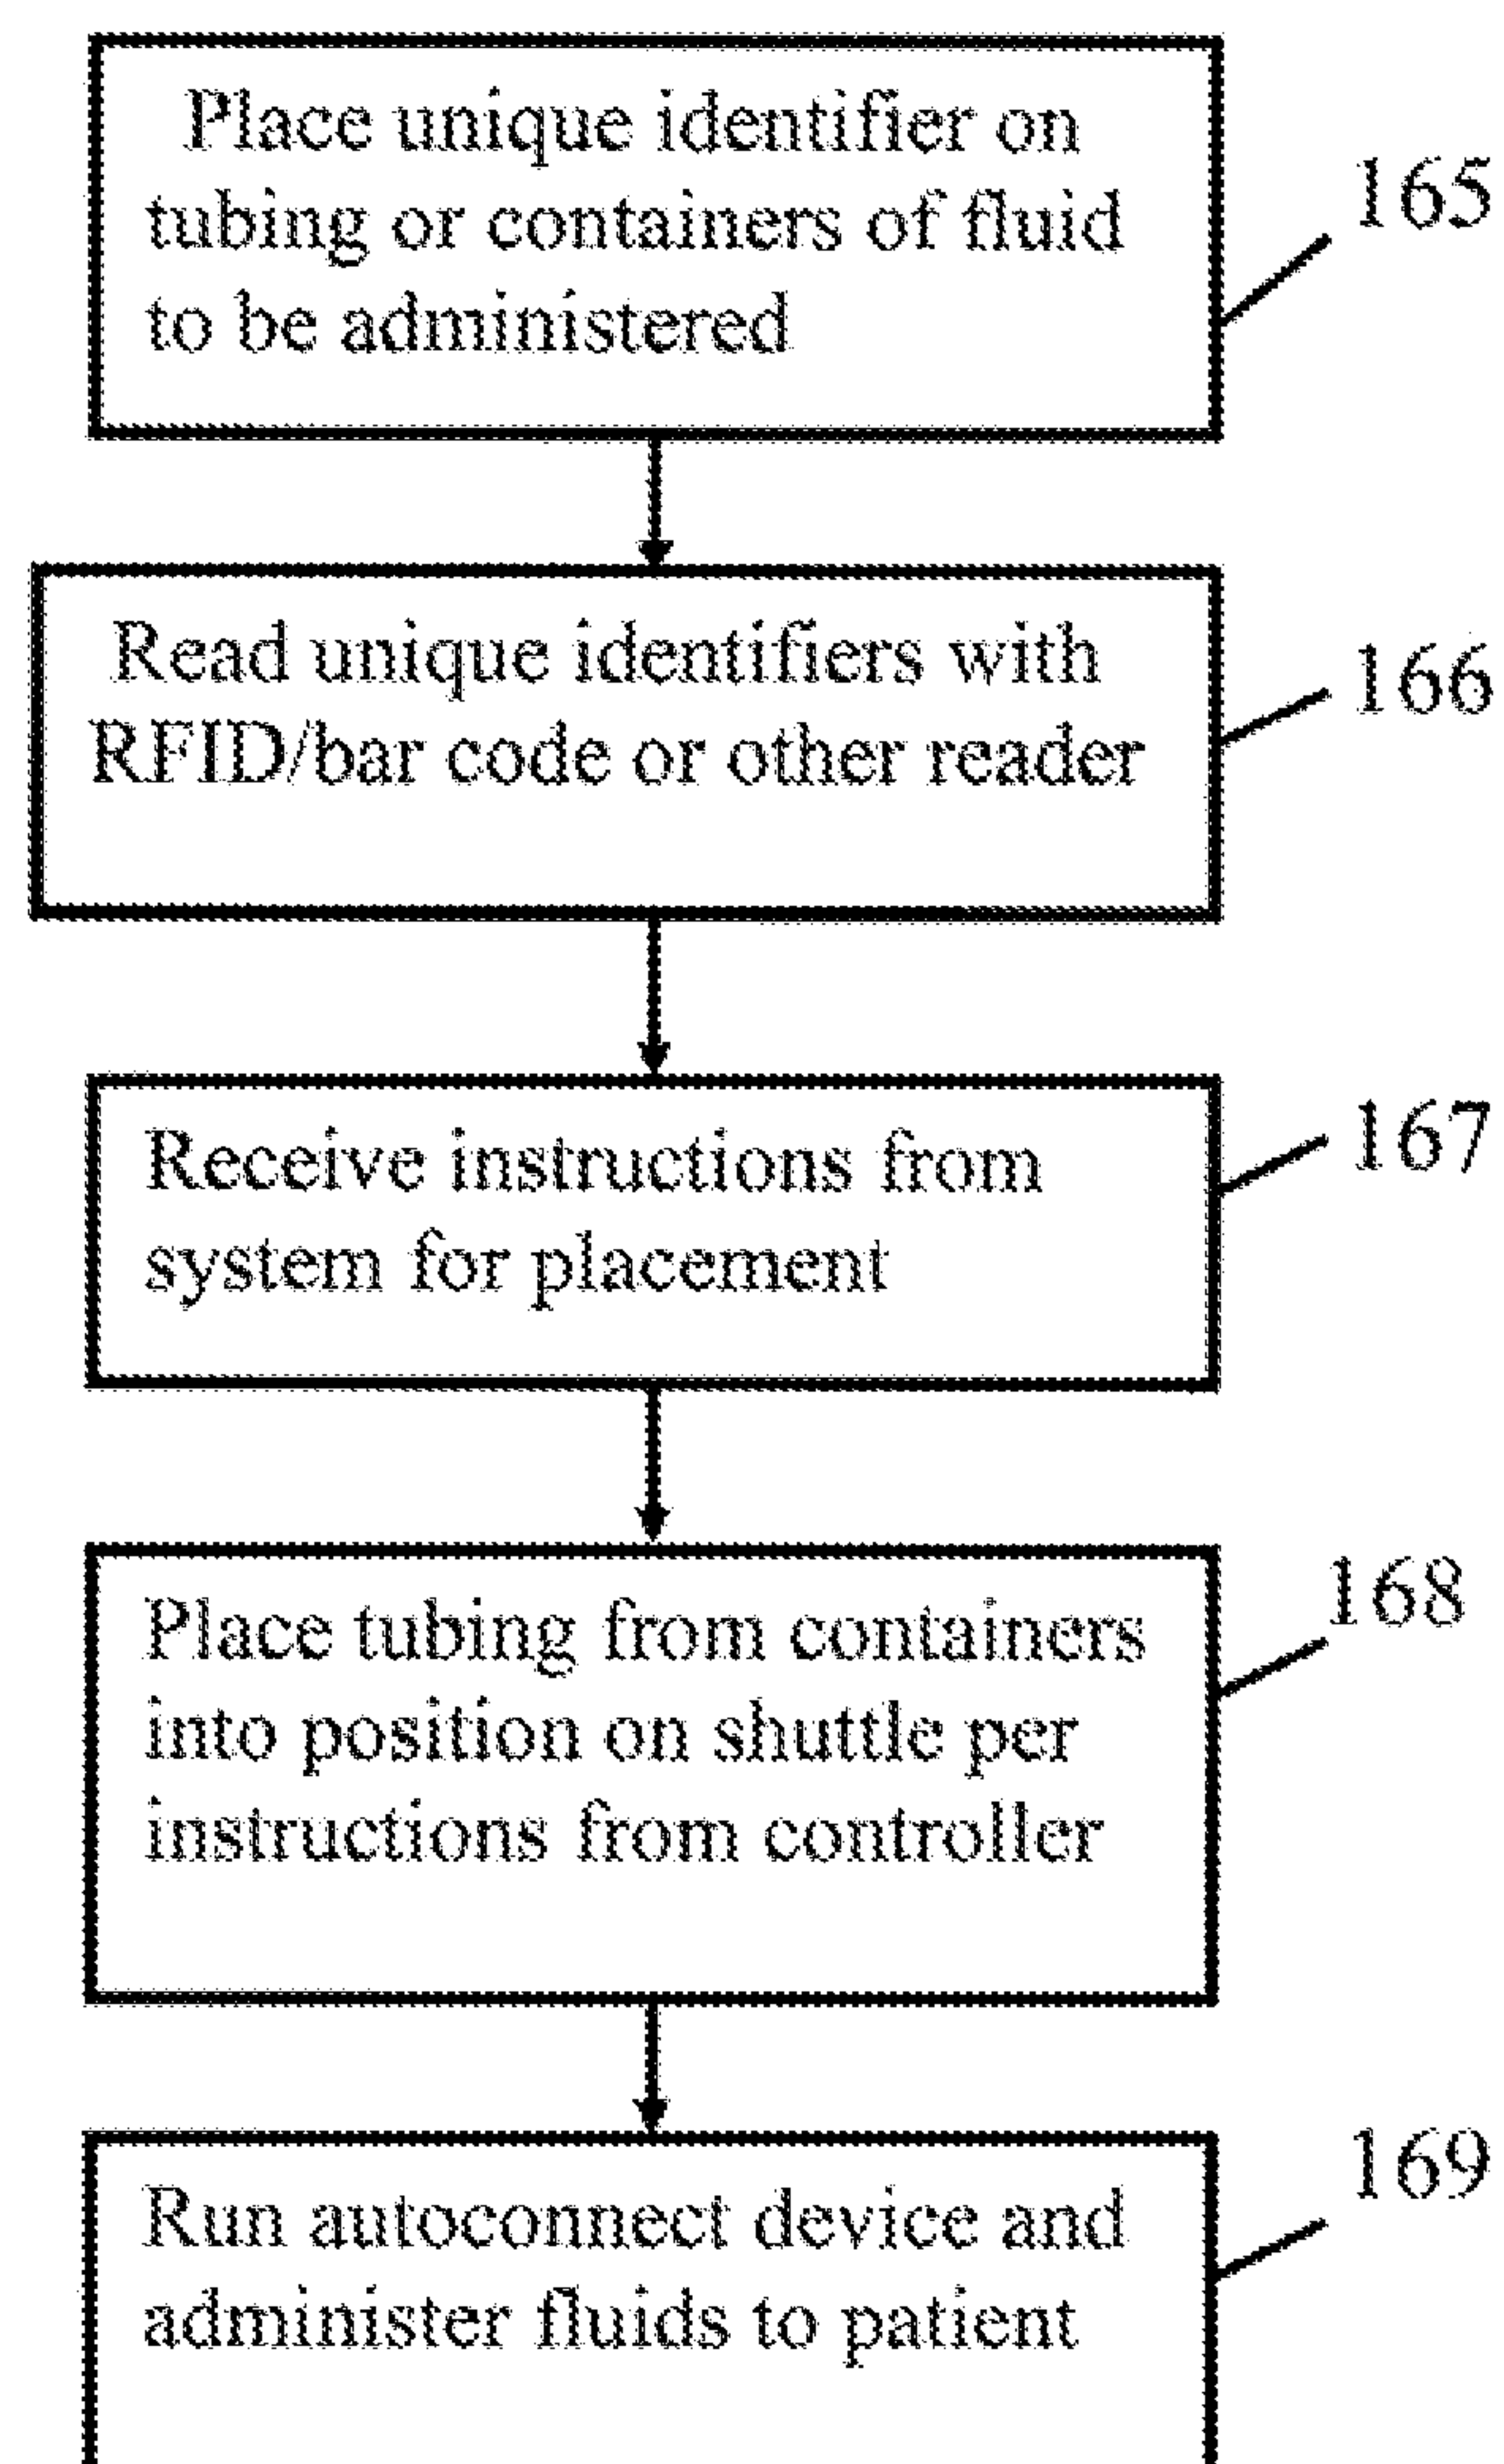 Place unique identifier on
tubing or containers of fluid
to be administered
165
Read unique identifiers with
RFID/bar code or other reader
166
Receive instructions from
system for placement
167
Place tubing from containers
into position on shuttle per
instructions from controller
168
Run autoconnect device and
administer fluids to patient
169